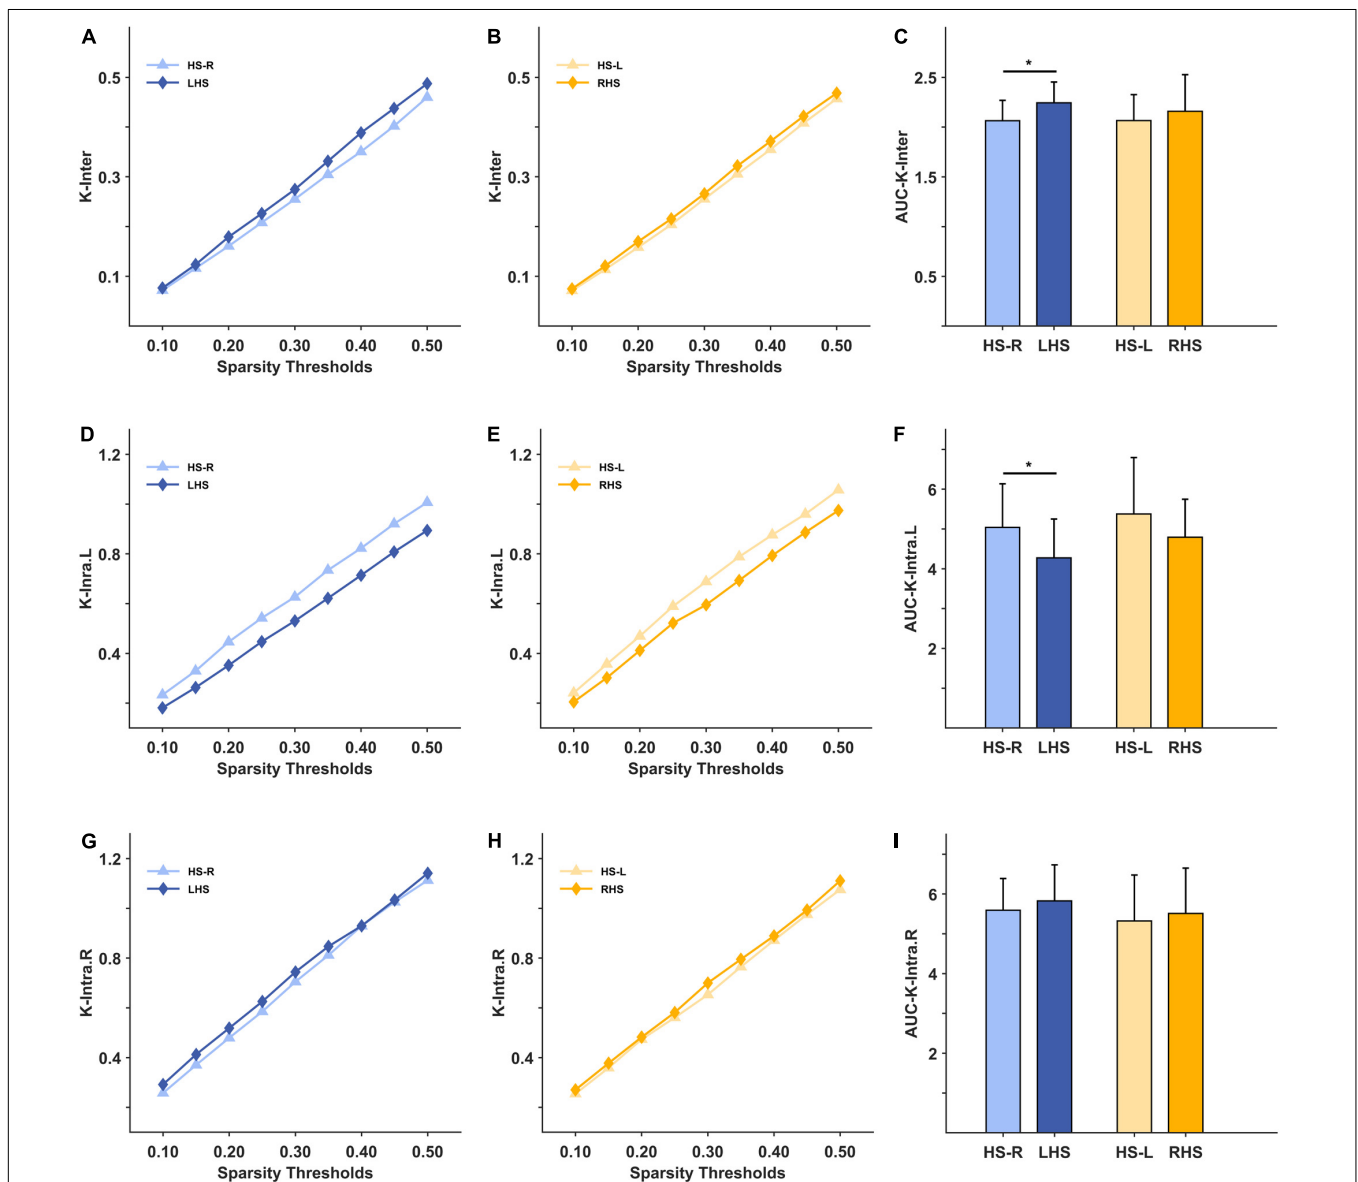 A
HS-R
LHS
0.5
0.3
0.1
K-Inter
0.10 0.20 0.30 0.40 0.50
Sparsity Thresholds
B
HS-L
RHS
0.5
0.3
0.1
K-Inter
0.10 0.20 0.30 0.40 0.50
Sparsity Thresholds
C
*
2.5
1.5
0.5
AUC-K-Inter
HS-R LHS HS-L RHS
D
HS-R
LHS
1.2
0.8
0.4
K-Inra.L
0.10 0.20 0.30 0.40 0.50
Sparsity Thresholds
E
HS-L
RHS
1.2
0.8
0.4
K-Intra.L
0.10 0.20 0.30 0.40 0.50
Sparsity Thresholds
F
*
6
4
2
AUC-K-Intra.L
HS-R LHS HS-L RHS
G
HS-R
LHS
1.2
0.8
0.4
K-Intra.R
0.10 0.20 0.30 0.40 0.50
Sparsity Thresholds
H
HS-L
RHS
1.2
0.8
0.4
K-Intra.R
0.10 0.20 0.30 0.40 0.50
Sparsity Thresholds
I
6
4
2
AUC-K-Intra.R
HS-R LHS HS-L RHS